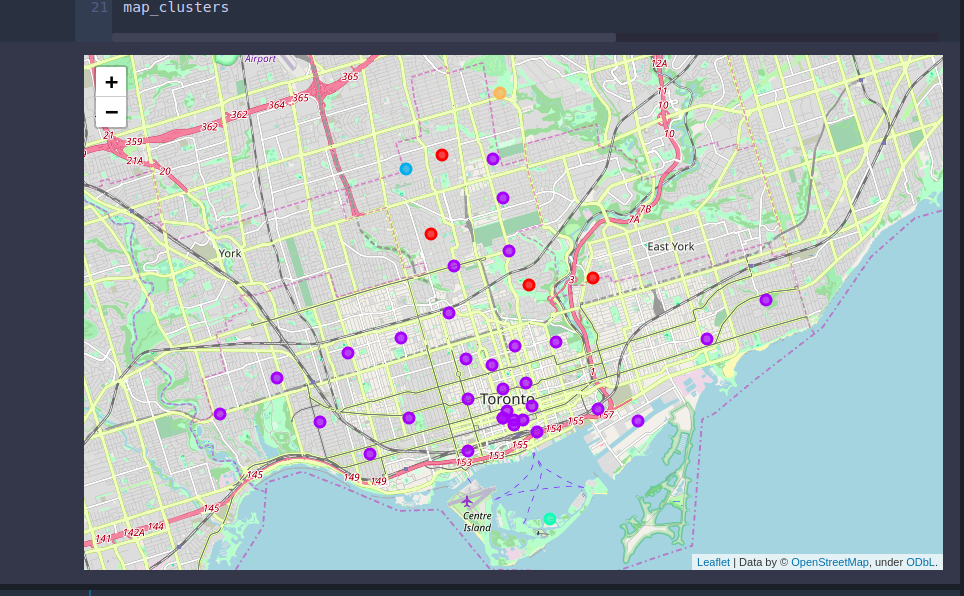 21 map_clusters
+
−
Airport
365
365
364
362
362
359
21
21A
20
12A
11
10
10
7B
7A
York
East York
3
1
Toronto
157
155
154
155
153
153
149
149
145
145
144
142A
141
Centre
Island
Leaflet | Data by © OpenStreetMap, under ODbL.